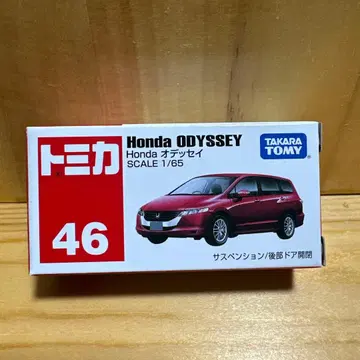 トミカ
46
Honda ODYSSEY
Honda オデッセイ
SCALE 1/65
TAKARA
TOMY
サスペンション/後部ドア開閉